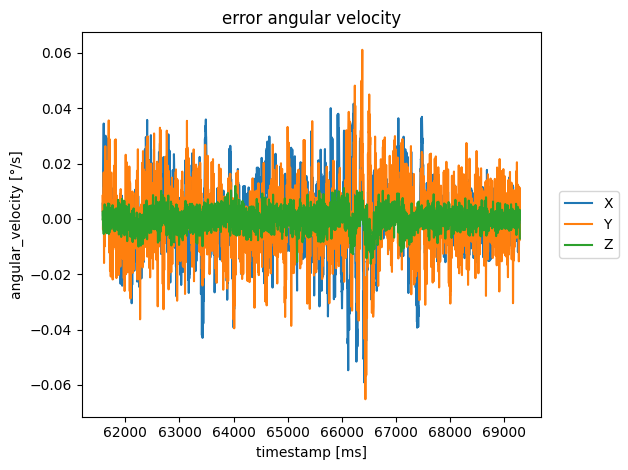 error angular velocity
0.06
0.04
0.02
0.00
−0.02
−0.04
−0.06
angular_velocity [°/s]
X
Y
Z
62000 63000 64000 65000 66000 67000 68000 69000
timestamp [ms]